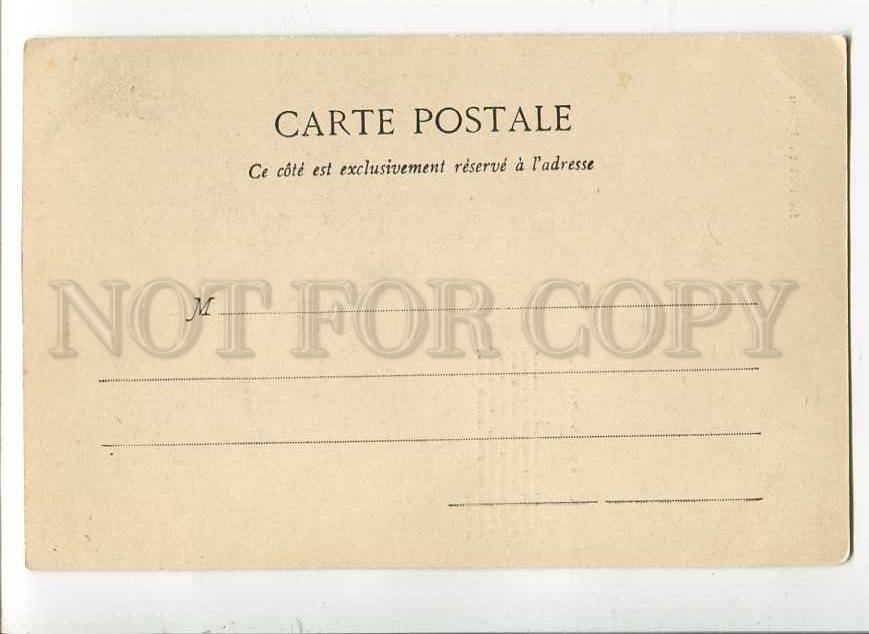 CARTE POSTALE
Ce côté est exclusivement réservé à l'adresse
NOT FOR COPY
M